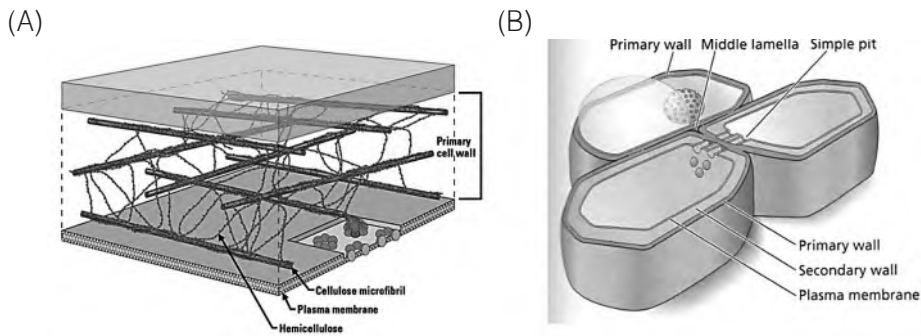 (A)
Primary
cell wall
Cellulose microfibril
Plasma membrane
Hemicellulose
(B)
Primary wall
Middle lamella
Simple pit
Primary wall
Secondary wall
Plasma membrane